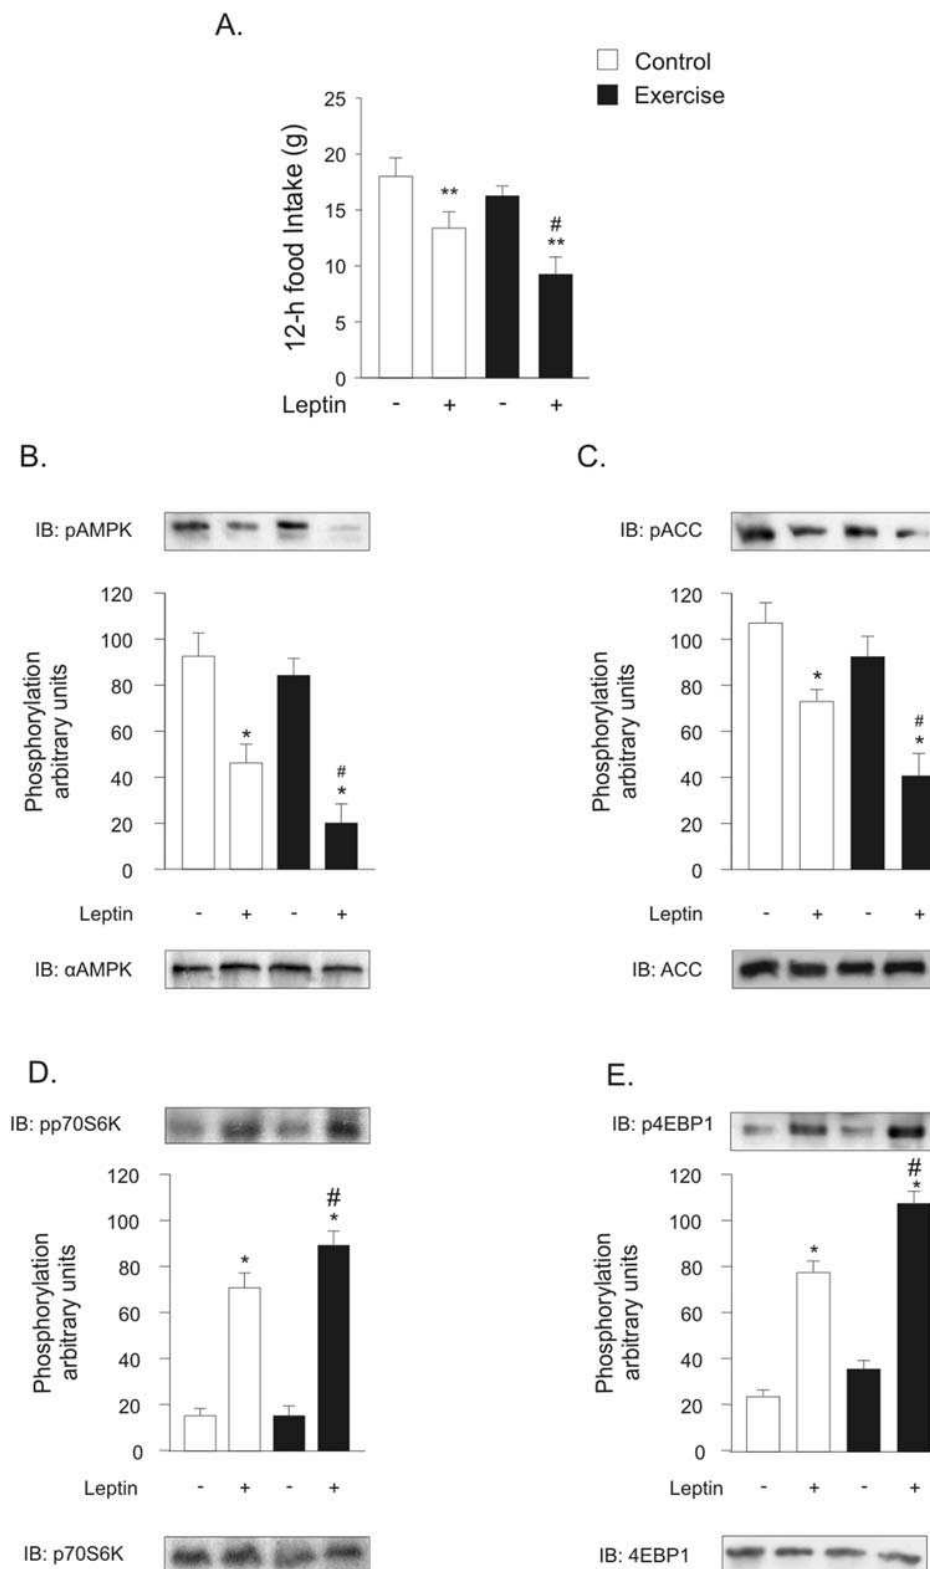 A.
Control
Exercise
12-h food Intake (g)
25
20
15
10
5
0
**
#
**
Leptin - + - +
B.
IB: pAMPK
Phosphorylation
arbitrary units
120
100
80
60
40
20
0
*
#
*
Leptin - + - +
IB: αAMPK
C.
IB: pACC
Phosphorylation
arbitrary units
120
100
80
60
40
20
0
*
#
*
Leptin - + - +
IB: ACC
D.
IB: pp70S6K
Phosphorylation
arbitrary units
120
100
80
60
40
20
0
*
#
*
Leptin - + - +
IB: p70S6K
E.
IB: p4EBP1
Phosphorylation
arbitrary units
120
100
80
60
40
20
0
*
#
*
Leptin - + - +
IB: 4EBP1